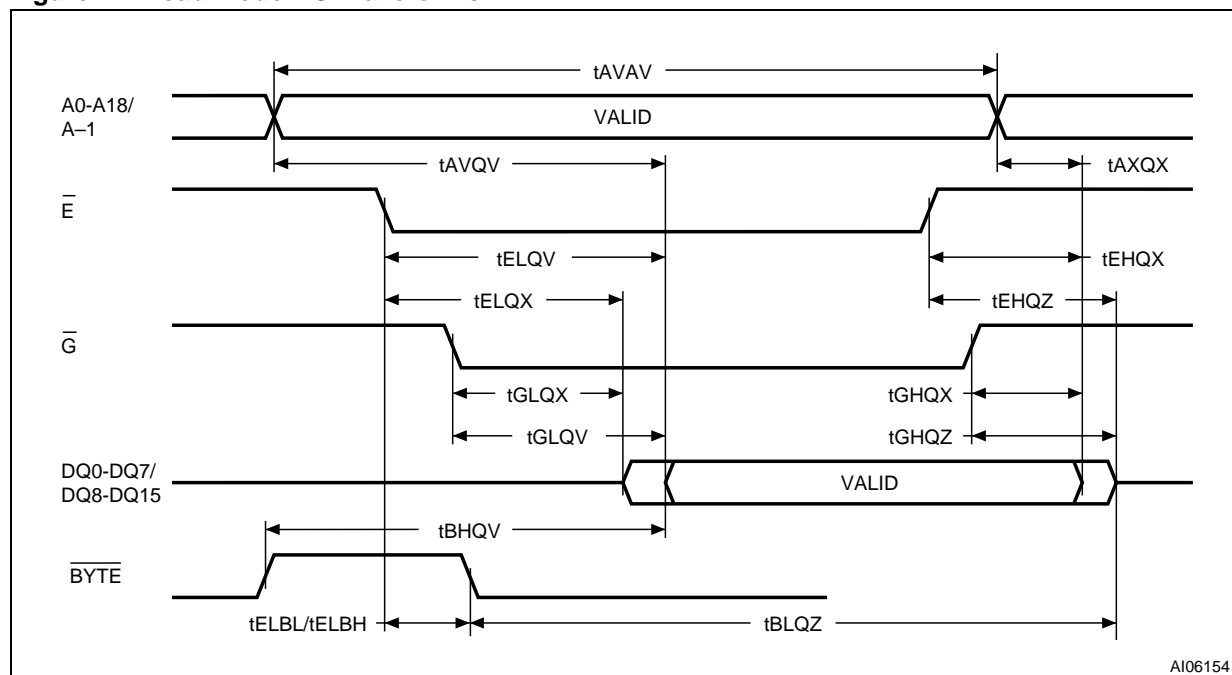 tAVAV
A0-A18/
A–1
VALID
tAVQV
tAXQX
E
tELQV
tEHQX
tELQX
tEHQZ
G
tGLQX
tGHQX
tGLQV
tGHQZ
DQ0-DQ7/
DQ8-DQ15
VALID
tBHQV
BYTE
tELBL/tELBH
tBLQZ
AI06154